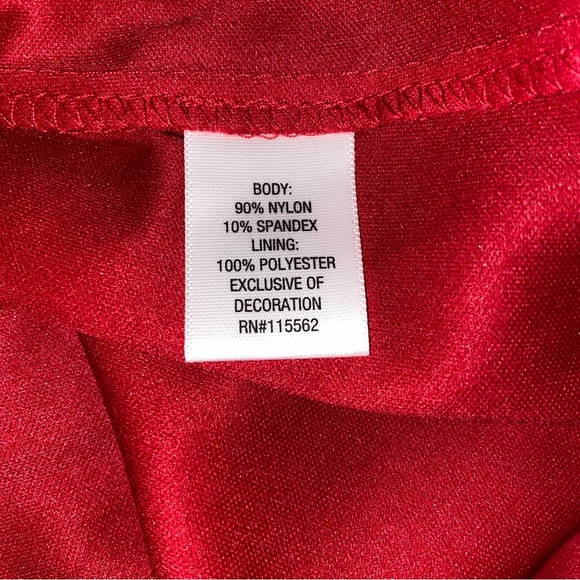 BODY:
90% NYLON
10% SPANDEX
LINING:
100% POLYESTER
EXCLUSIVE OF
DECORATION
RN#115562